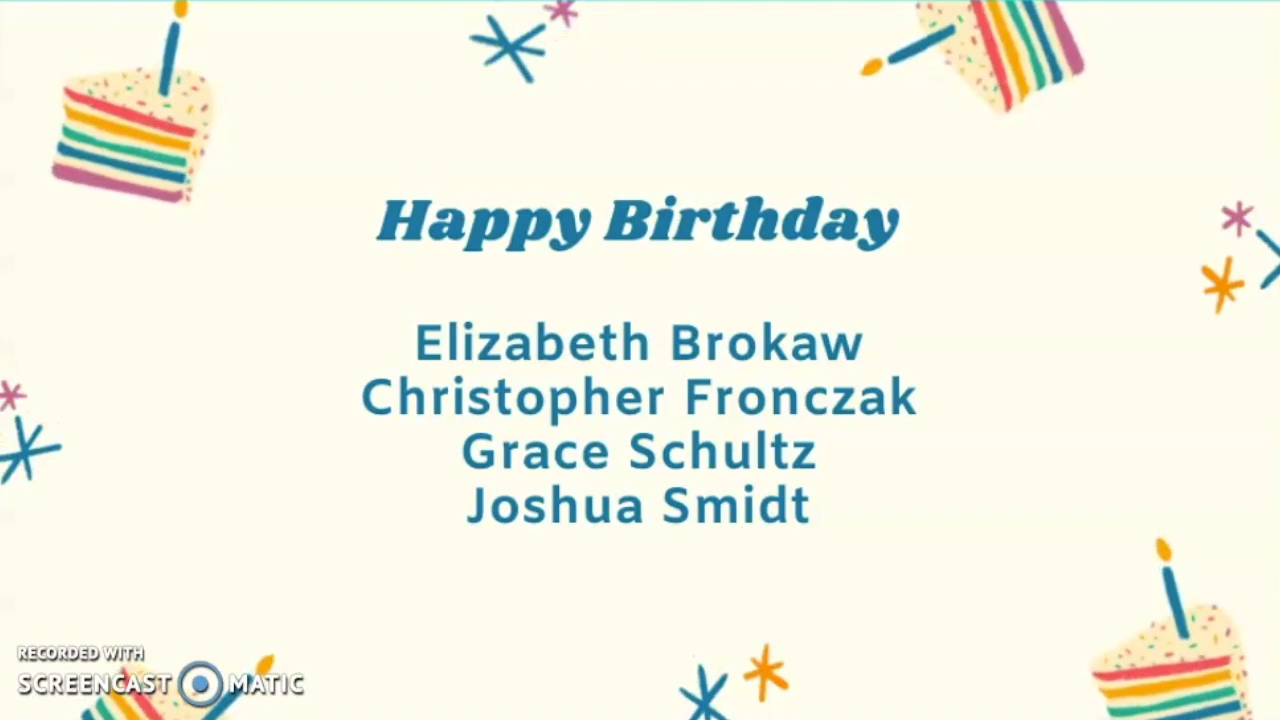 Happy Birthday
Elizabeth Brokaw
Christopher Fronczak
Grace Schultz
Joshua Smidt
RECORDED WITH
SCREENCAST MATIC